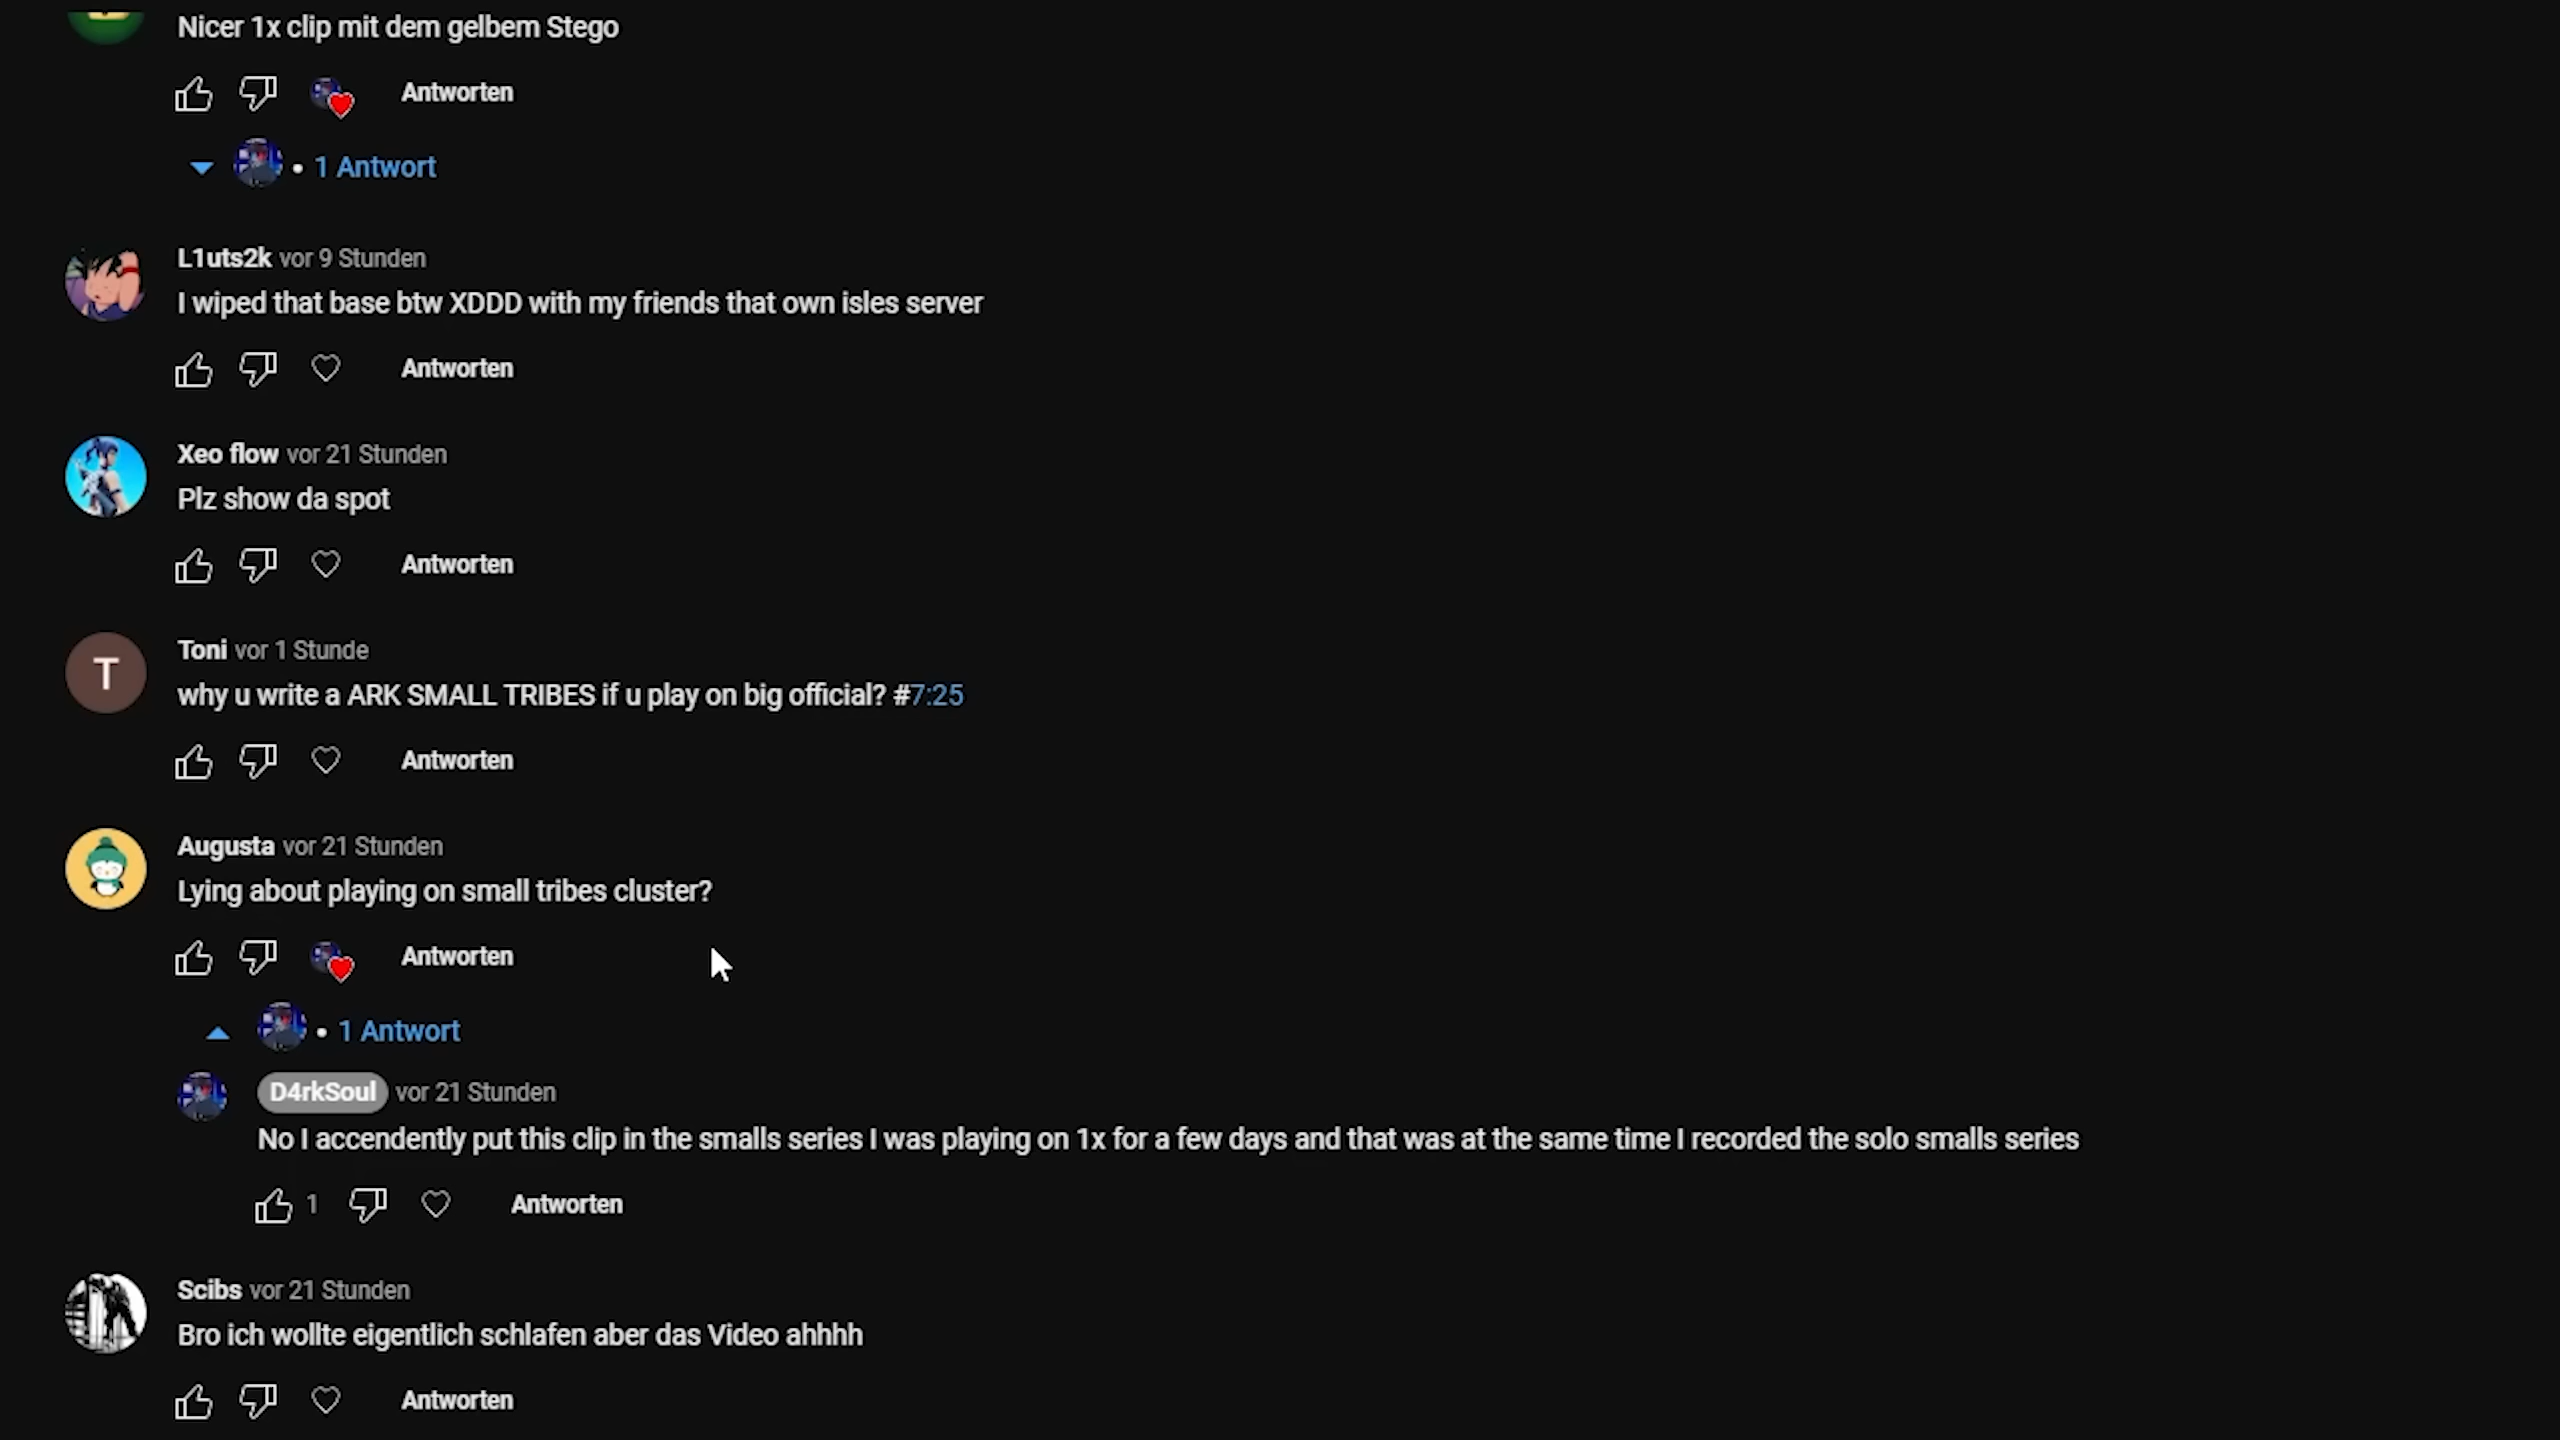 Nicer 1x clip mit dem gelbem Stego
Antworten
• 1 Antwort
L1uts2k vor 9 Stunden
I wiped that base btw XDDD with my friends that own isles server
Antworten
Xeo flow vor 21 Stunden
Plz show da spot
Antworten
T
Toni vor 1 Stunde
why u write a ARK SMALL TRIBES if u play on big official? #7:25
Antworten
Augusta vor 21 Stunden
Lying about playing on small tribes cluster?
Antworten
• 1 Antwort
D4rkSoul vor 21 Stunden
No I accendently put this clip in the smalls series I was playing on 1x for a few days and that was at the same time I recorded the solo smalls series
1 Antworten
Scibs vor 21 Stunden
Bro ich wollte eigentlich schlafen aber das Video ahhhh
Antworten